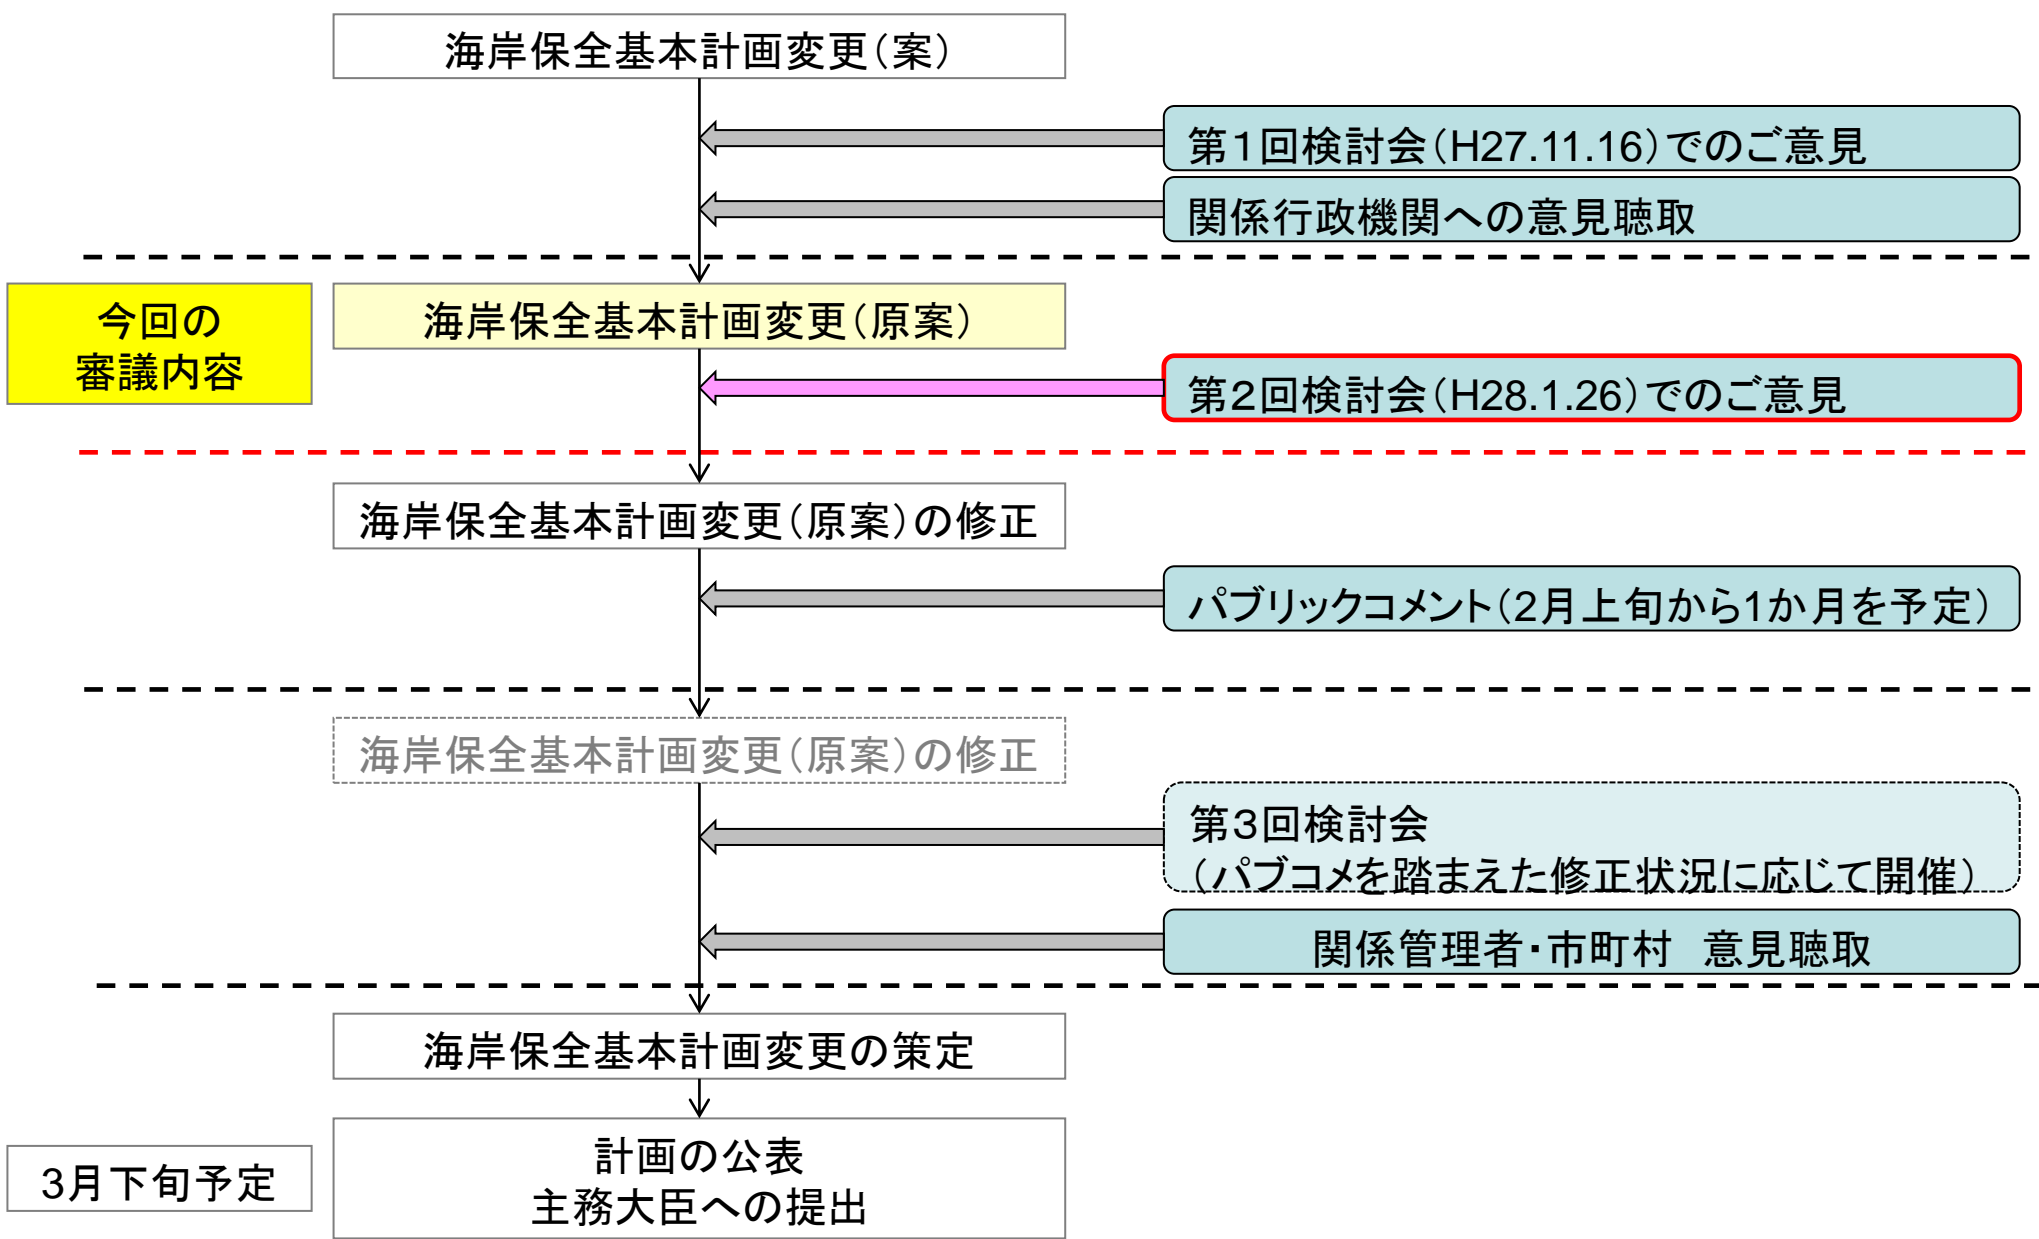 海岸保全基本計画変更（案）
第１回検討会（H27.11.16）でのご意見
関係行政機関への意見聴取
今回の
審議内容
海岸保全基本計画変更（原案）
第２回検討会（H28.1.26）でのご意見
海岸保全基本計画変更（原案）の修正
パブリックコメント（2月上旬から1か月を予定）
海岸保全基本計画変更（原案）の修正
第３回検討会
（パブコメを踏まえた修正状況に応じて開催）
関係管理者・市町村　意見聴取
海岸保全基本計画変更の策定
3月下旬予定
計画の公表
主務大臣への提出